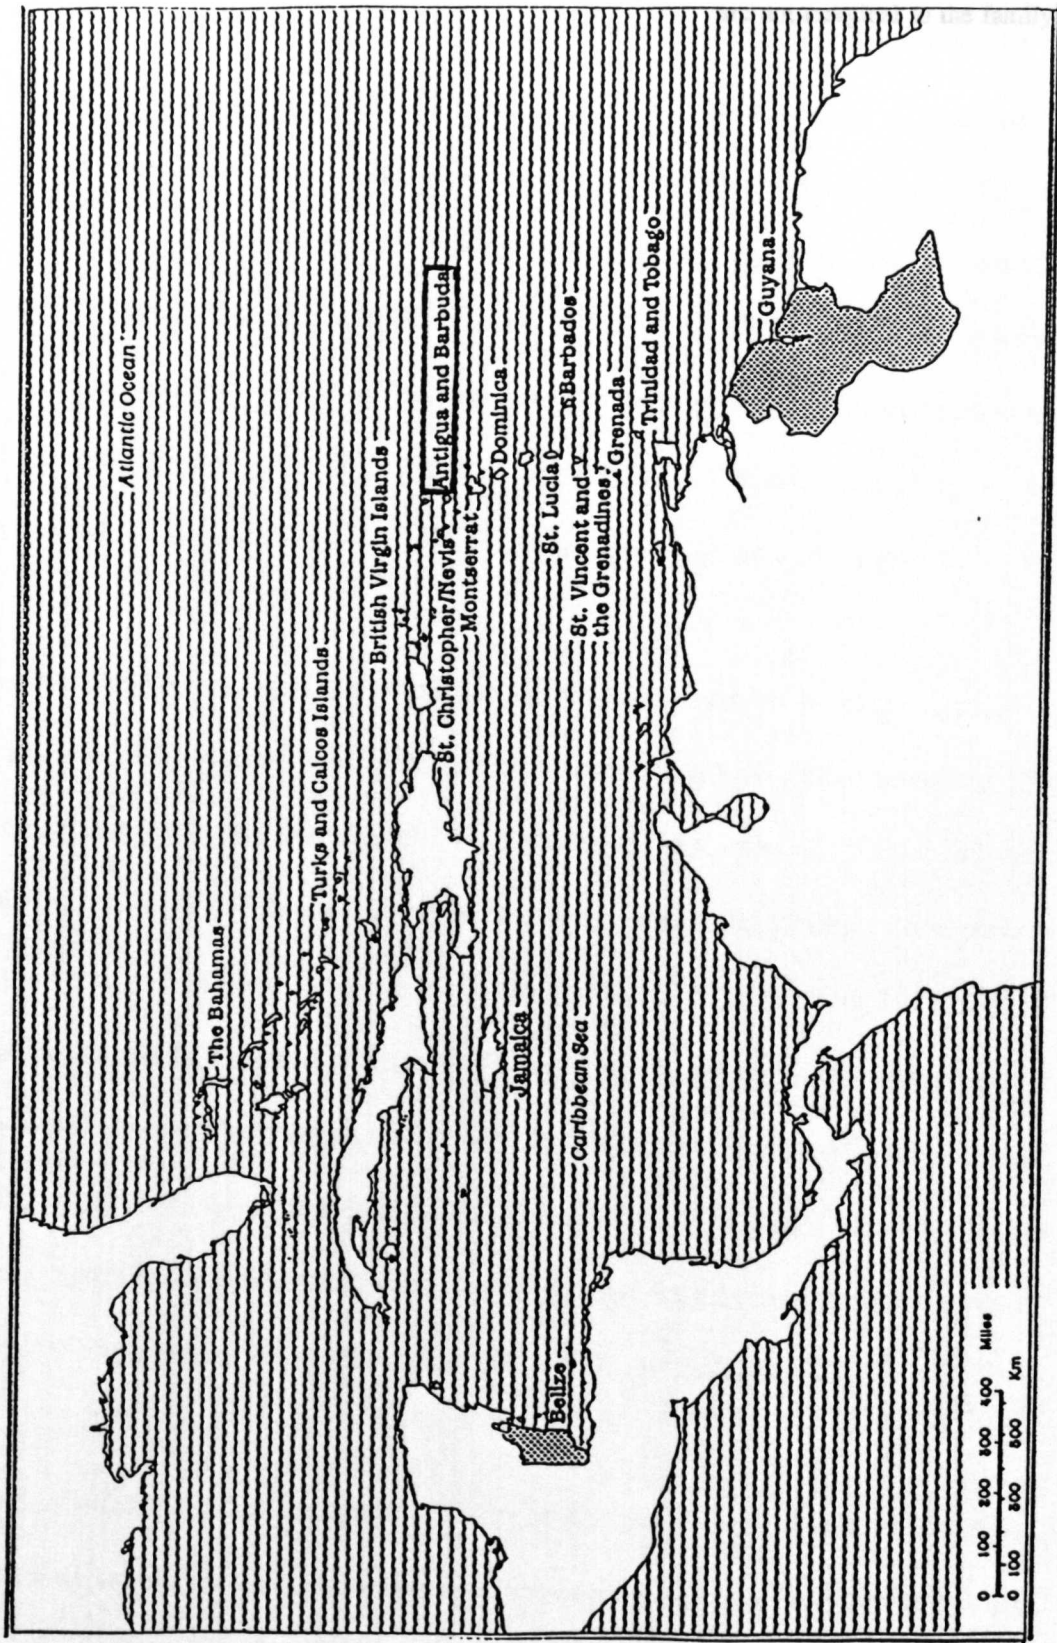 the family
Atlantic Ocean
The Bahamas
Turks and Caicos Islands
British Virgin Islands
Antigua and Barbuda
St. Christopher/Nevis
Montserrat
Dominica
Jamaica
St. Lucia
Barbados
Caribbean Sea
St. Vincent and
the Grenadines
Grenada
Belize
Trinidad and Tobago
Guyana
0 100 200 300 400 Miles
0 100 Km